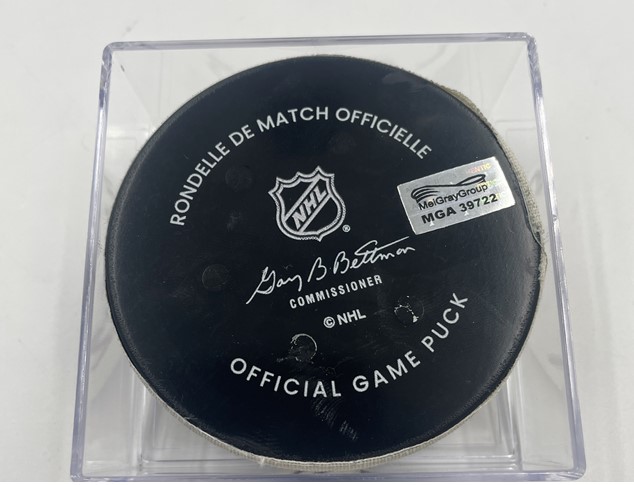 RONDELLE DE MATCH OFFICIELLE
NHL
®
MeiGrayGroup
MGA 39722
Gary B Bettman
COMMISSIONER
© NHL
OFFICIAL GAME PUCK